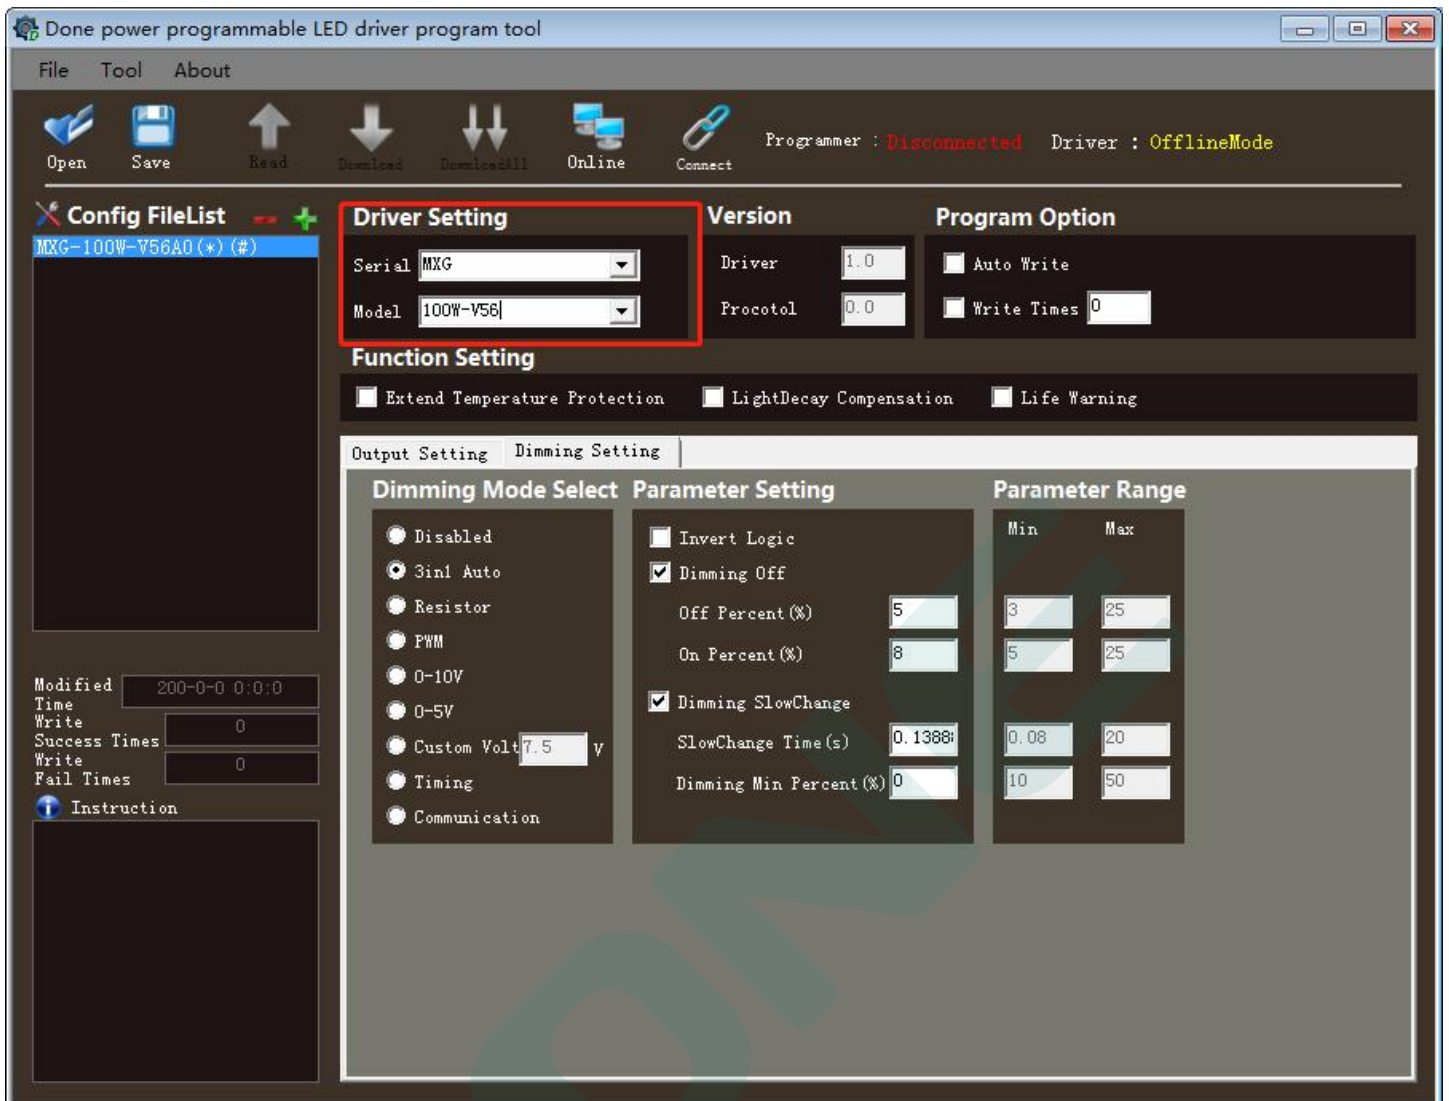 Done power programmable LED driver program tool
File Tool About
Open Save Read Download DownloadAll Online Connect Programmer : Disconnected Driver : OfflineMode
Config FileList
MXG-100W-V56A0(*)(#)
Driver Setting
Serial MXG
Model 100W-V56
Version
Driver 1.0
Procotol 0.0
Program Option
Auto Write
Write Times 0
Function Setting
Extend Temperature Protection LightDecay Compensation Life Warning
Output Setting Dimming Setting
Dimming Mode Select
Disabled
3in1 Auto
Resistor
PWM
0-10V
0-5V
Custom Volt 7.5 V
Timing
Communication
Parameter Setting
Invert Logic
Dimming Off
Off Percent(%) 5
On Percent(%) 8
Dimming SlowChange
SlowChange Time(s) 0.1388
Dimming Min Percent(%) 0
Parameter Range
Min Max
3 25
5 25
0.08 20
10 50
Modified
Time 200-0-0 0:0:0
Write
Success Times 0
Write
Fail Times 0
Instruction